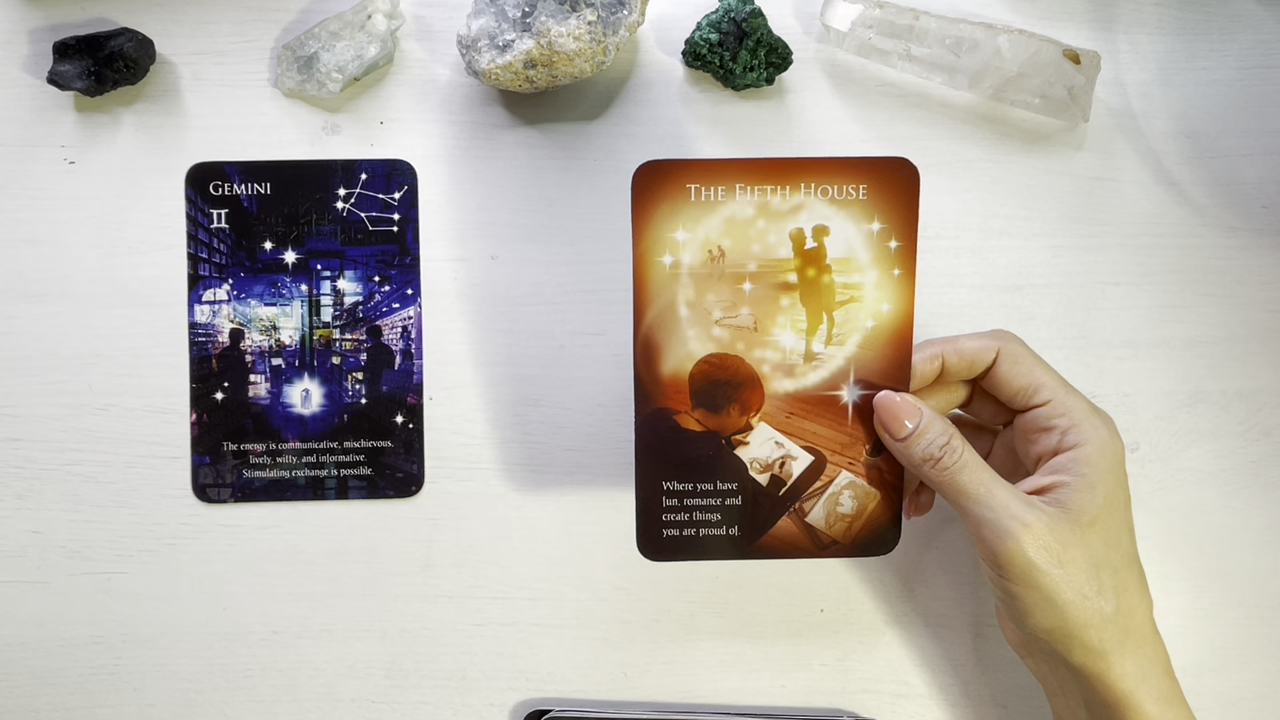 GEMINI
♊
The energy is communicative, mischievous,
lively, witty, and informative.
Stimulating exchange is possible.
THE FIFTH HOUSE
Where you have
fun, romance and
create things
you are proud of.